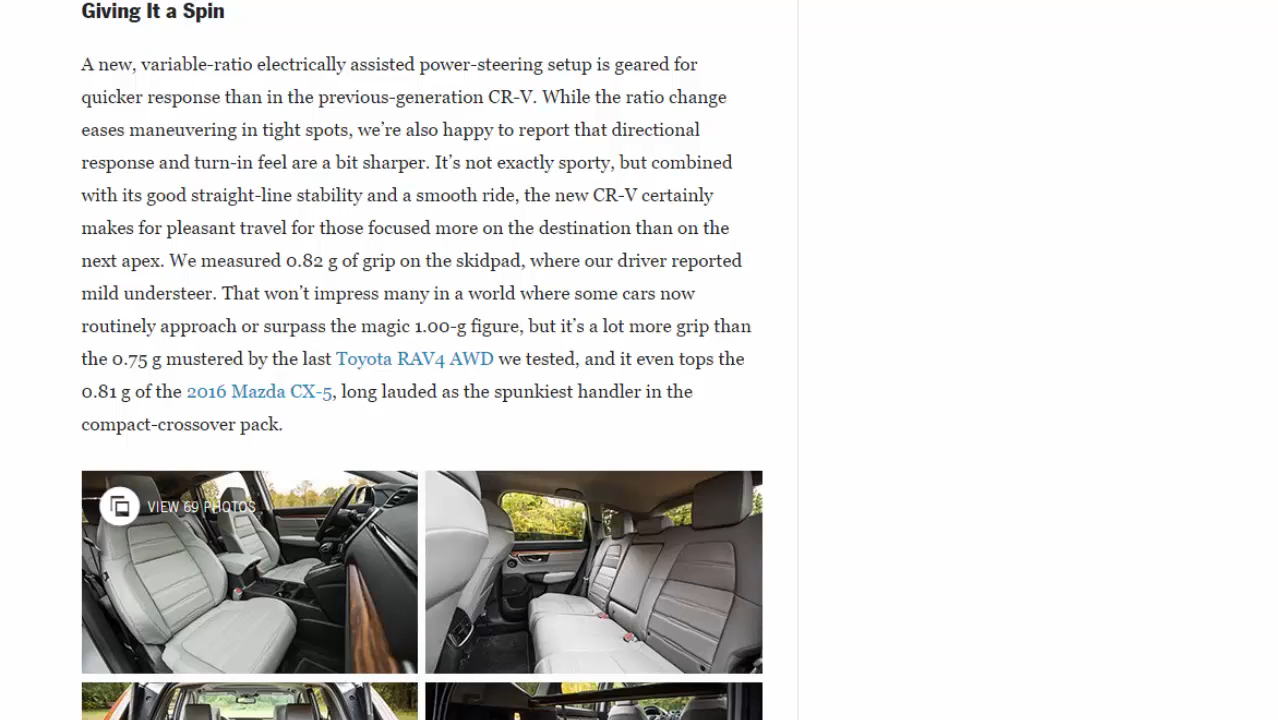 Giving It a Spin
A new, variable-ratio electrically assisted power-steering setup is geared for
quicker response than in the previous-generation CR-V. While the ratio change
eases maneuvering in tight spots, we’re also happy to report that directional
response and turn-in feel are a bit sharper. It’s not exactly sporty, but combined
with its good straight-line stability and a smooth ride, the new CR-V certainly
makes for pleasant travel for those focused more on the destination than on the
next apex. We measured 0.82 g of grip on the skidpad, where our driver reported
mild understeer. That won’t impress many in a world where some cars now
routinely approach or surpass the magic 1.00-g figure, but it’s a lot more grip than
the 0.75 g mustered by the last Toyota RAV4 AWD we tested, and it even tops the
0.81 g of the 2016 Mazda CX-5, long lauded as the spunkiest handler in the
compact-crossover pack.
VIEW 69 PHOTOS